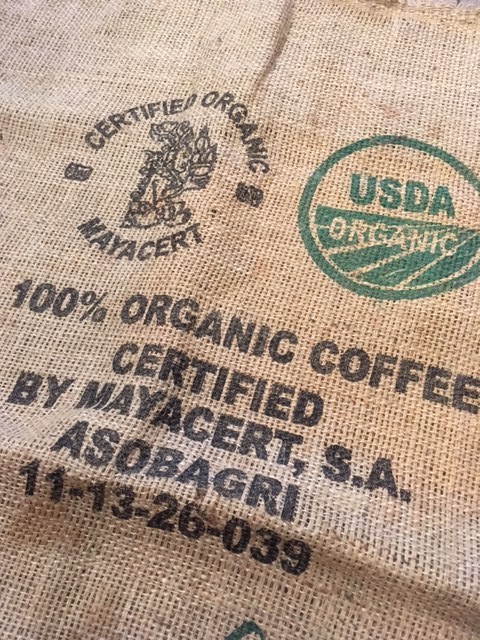 CERTIFIED ORGANIC
MAYACERT
USDA
ORGANIC
100% ORGANIC COFFEE
CERTIFIED
BY MAYACERT, S.A.
ASOBAGRI
11-13-26-039